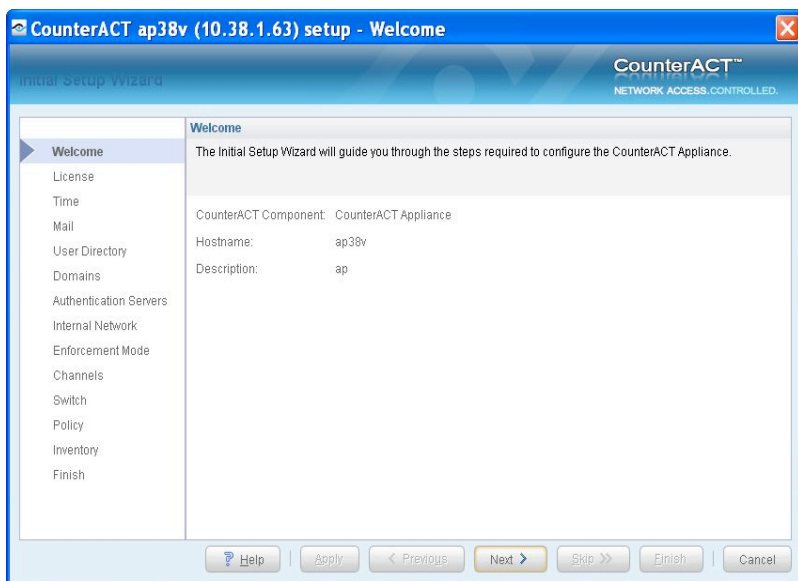 CounterACT ap38v (10.38.1.63) setup - Welcome
Initial Setup Wizard
CounterACT™
NETWORK ACCESS.CONTROLLED.
Welcome
License
Time
Mail
User Directory
Domains
Authentication Servers
Internal Network
Enforcement Mode
Channels
Switch
Policy
Inventory
Finish
Welcome
The Initial Setup Wizard will guide you through the steps required to configure the CounterACT Appliance.
CounterACT Component: CounterACT Appliance
Hostname: ap38v
Description: ap
? Help
Apply
< Previous
Next >
Skip >>
Finish
Cancel